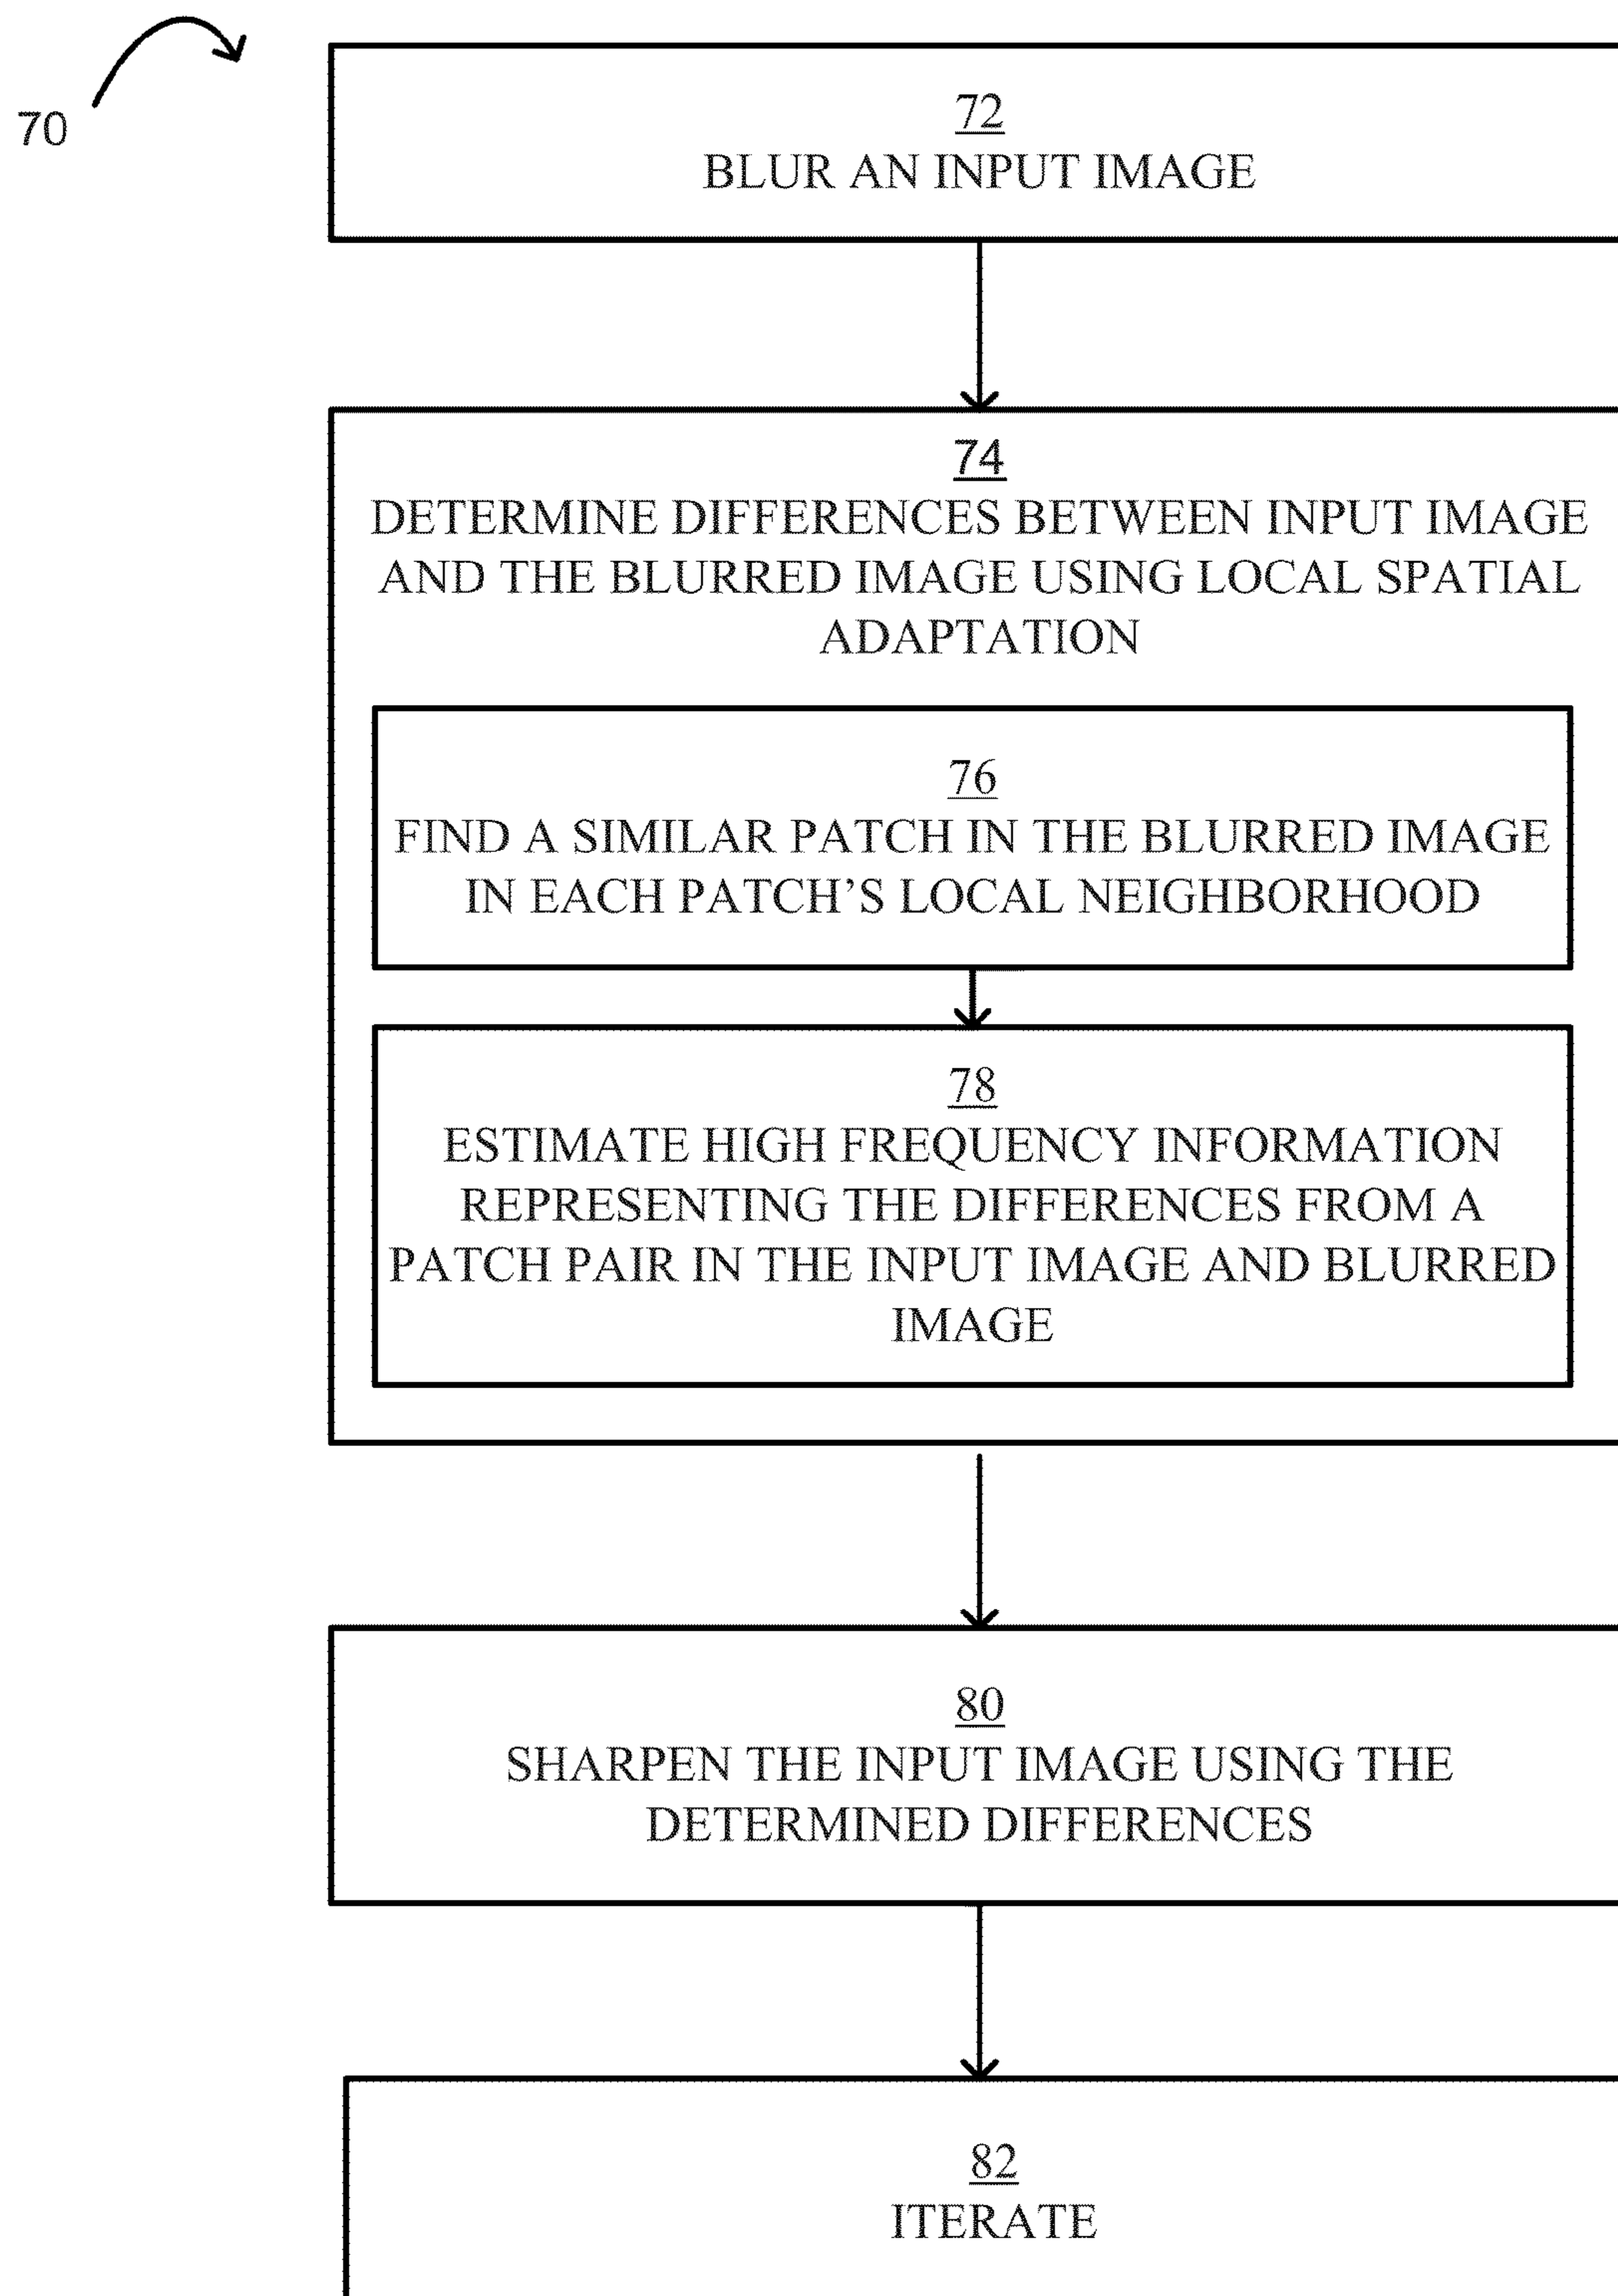 70
72
BLUR AN INPUT IMAGE
74
DETERMINE DIFFERENCES BETWEEN INPUT IMAGE
AND THE BLURRED IMAGE USING LOCAL SPATIAL
ADAPTATION
76
FIND A SIMILAR PATCH IN THE BLURRED IMAGE
IN EACH PATCH’S LOCAL NEIGHBORHOOD
78
ESTIMATE HIGH FREQUENCY INFORMATION
REPRESENTING THE DIFFERENCES FROM A
PATCH PAIR IN THE INPUT IMAGE AND BLURRED
IMAGE
80
SHARPEN THE INPUT IMAGE USING THE
DETERMINED DIFFERENCES
82
ITERATE